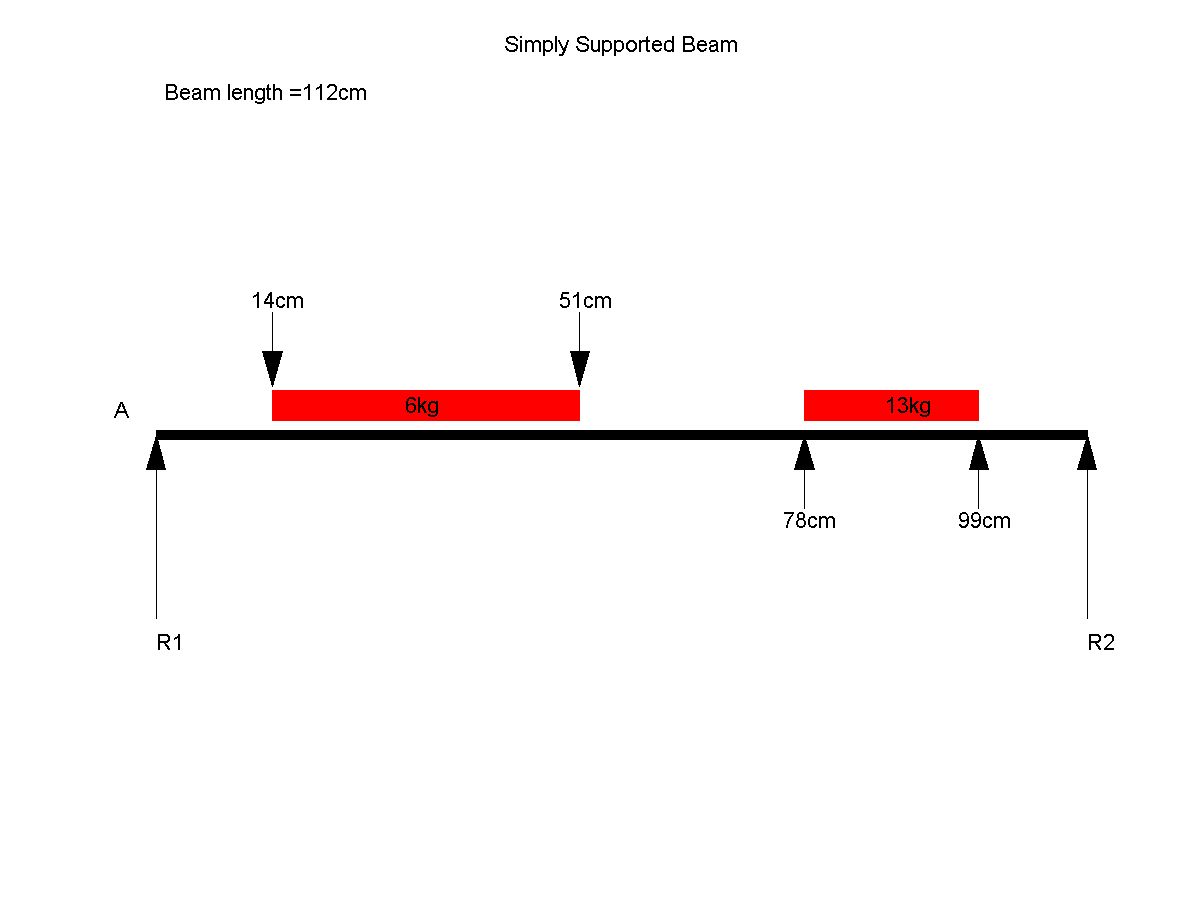 Simply Supported Beam
Beam length =112cm
14cm
51cm
A
6kg
13kg
78cm
99cm
R1
R2